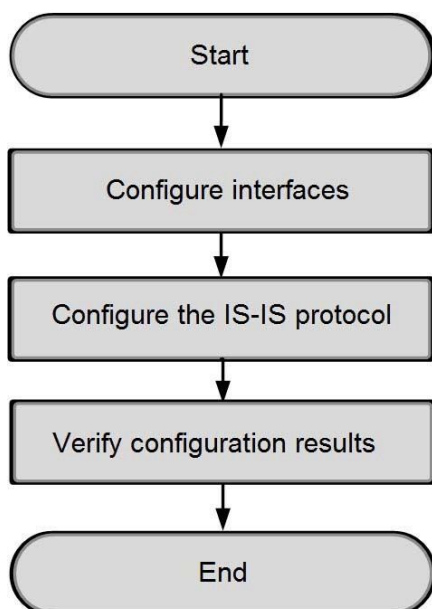 Start
Configure interfaces
Configure the IS-IS protocol
Verify configuration results
End